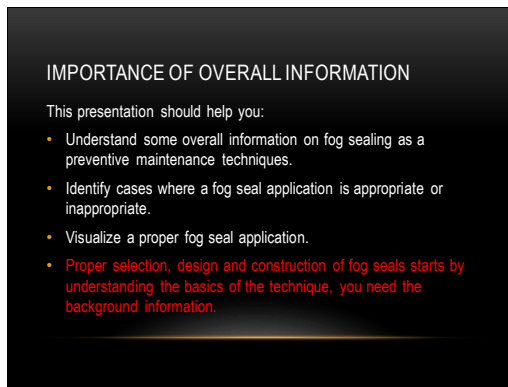 IMPORTANCE OF OVERALL INFORMATION
This presentation should help you:
• Understand some overall information on fog sealing as a
preventive maintenance techniques.
• Identify cases where a fog seal application is appropriate or
inappropriate.
• Visualize a proper fog seal application.
• Proper selection, design and construction of fog seals starts by
understanding the basics of the technique, you need the
background information.